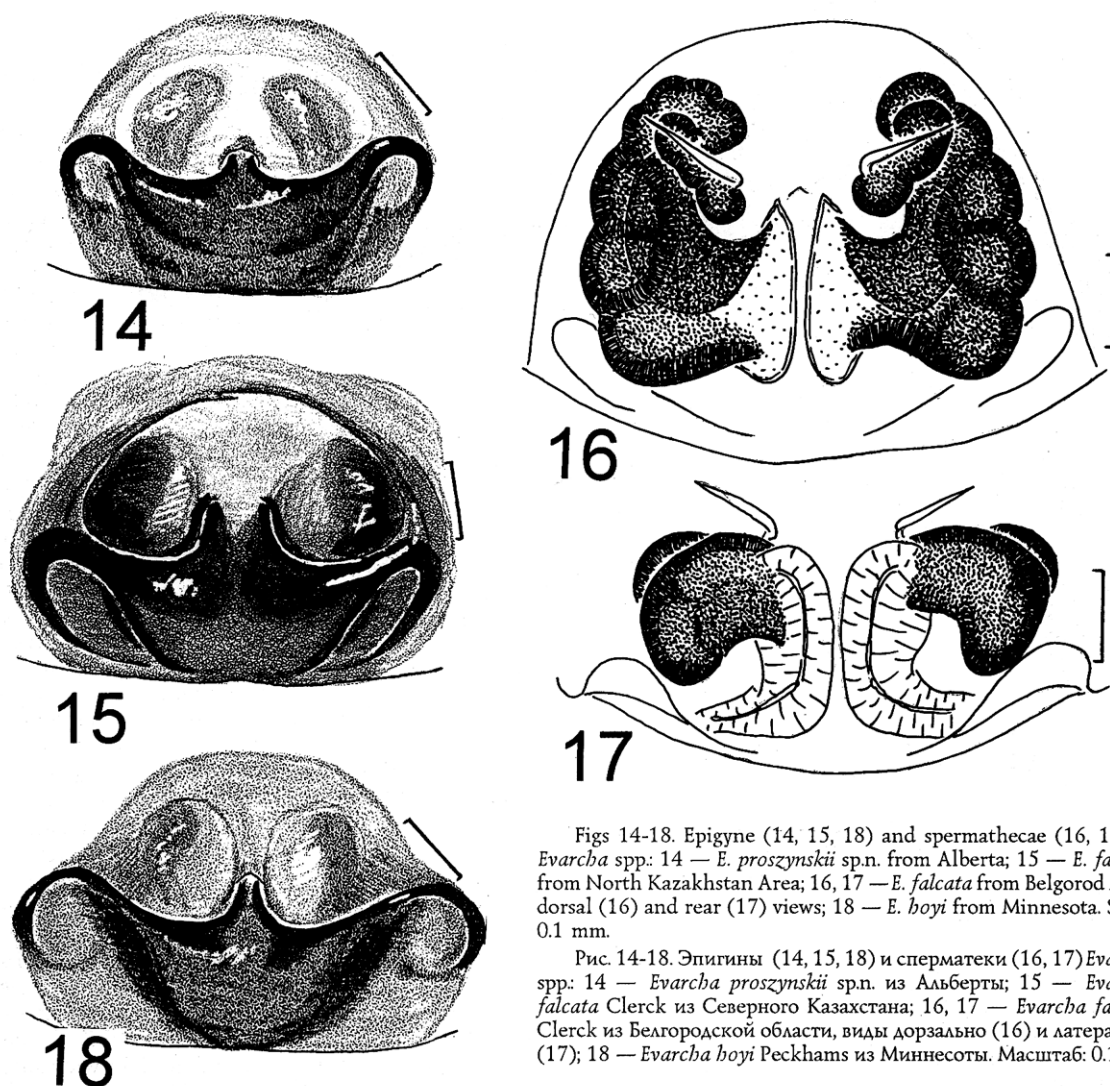 14
15
18
16
17
Figs 14-18. Epigyne (14, 15, 18) and spermathecae (16, 1
Evarcha spp.: 14 — E. proszynskii sp.n. from Alberta; 15 — E. fa
from North Kazakhstan Area; 16, 17 — E. falcata from Belgorod
dorsal (16) and rear (17) views; 18 — E. hoyi from Minnesota. S
0.1 mm.
Рис. 14-18. Эпигины (14, 15, 18) и сперматеки (16, 17) Eva
spp.: 14 — Evarcha proszynskii sp.n. из Альберты; 15 — Eva
falcata Clerck из Северного Казахстана; 16, 17 — Evarcha fa
Clerck из Белгородской области, виды дорзально (16) и латера
(17); 18 — Evarcha hoyi Peckhams из Миннесоты. Масштаб: 0.